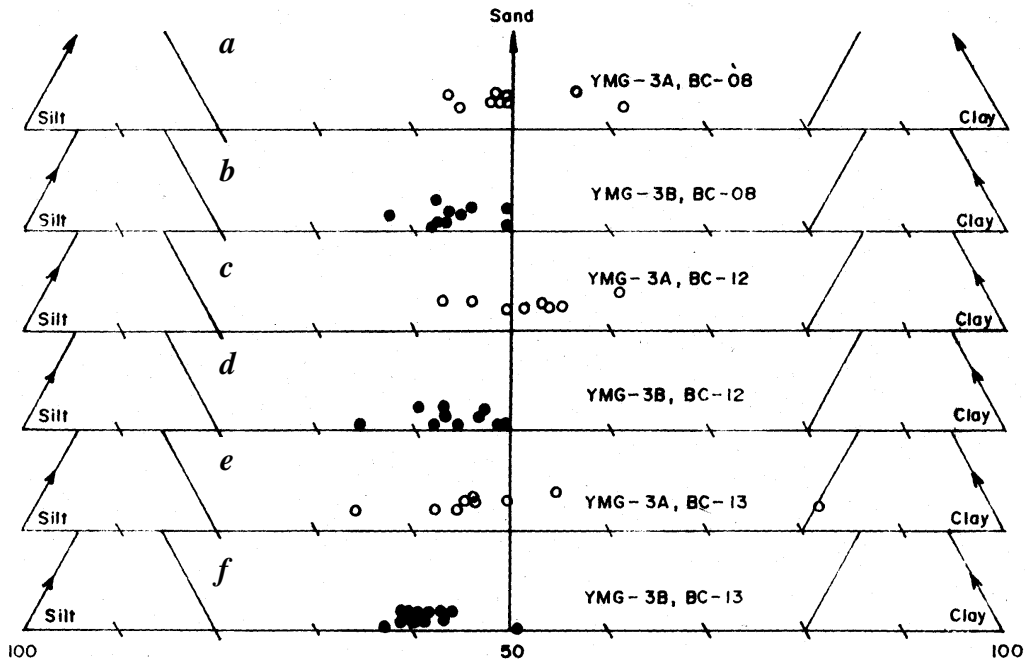 Sand
a
YMG-3A, BC-08
Silt
Clay
b
YMG-3B, BC-08
Silt
Clay
c
YMG-3A, BC-12
Silt
Clay
d
YMG-3B, BC-12
Silt
Clay
e
YMG-3A, BC-13
Silt
Clay
f
YMG-3B, BC-13
Silt
Clay
100 50 100